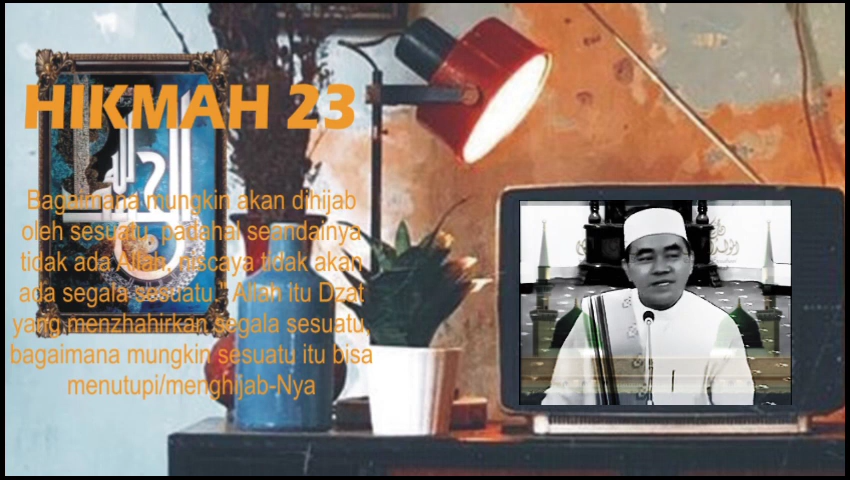 HIKMAH 23
Bagaimana mungkin akan dihijab
oleh sesuatu, padahal seandainya
tidak ada Allah, niscaya tidak akan
ada segala sesuatu." Allah itu Dzat
yang menzhahirkan segala sesuatu,
bagaimana mungkin sesuatu itu bisa
menutupi/menghijab-Nya